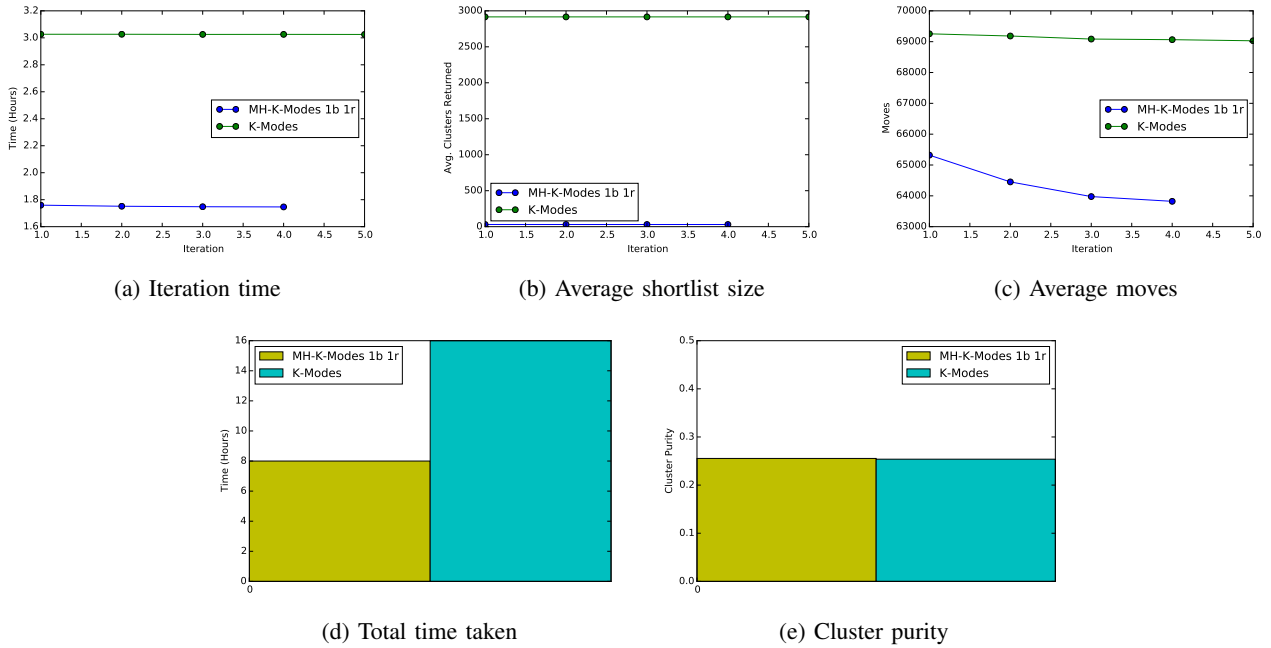 3.2
3.0
2.8
2.6
2.4
2.2
2.0
1.8
1.6
Time (Hours)
MH-K-Modes 1b 1r
K-Modes
1.0 1.5 2.0 2.5 3.0 3.5 4.0 4.5 5.0
Iteration
(a) Iteration time
3000
2500
2000
1500
1000
500
0
Avg. Clusters Returned
MH-K-Modes 1b 1r
K-Modes
1.0 1.5 2.0 2.5 3.0 3.5 4.0 4.5 5.0
Iteration
(b) Average shortlist size
70000
69000
68000
67000
66000
65000
64000
63000
Moves
MH-K-Modes 1b 1r
K-Modes
1.0 1.5 2.0 2.5 3.0 3.5 4.0 4.5 5.0
Iteration
(c) Average moves
16
14
12
10
8
6
4
2
0
Time (Hours)
MH-K-Modes 1b 1r
K-Modes
0
(d) Total time taken
0.5
0.4
0.3
0.2
0.1
0.0
Cluster Purity
MH-K-Modes 1b 1r
K-Modes
0
(e) Cluster purity